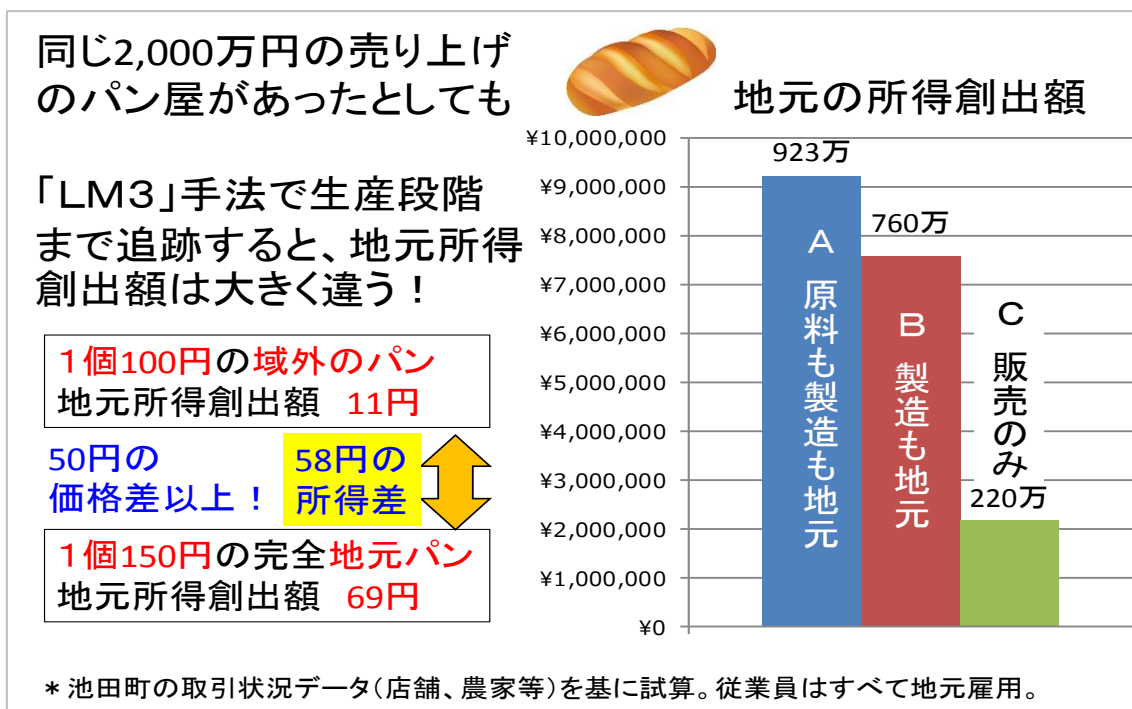 同じ2,000万円の売り上げ
のパン屋があったとしても
「LM3」手法で生産段階
まで追跡すると、地元所得
創出額は大きく違う！
1個100円の域外のパン
地元所得創出額 11円
50円の
価格差以上！
58円の
所得差
1個150円の完全地元パン
地元所得創出額 69円
地元の所得創出額
¥10,000,000
¥9,000,000
¥8,000,000
¥7,000,000
¥6,000,000
¥5,000,000
¥4,000,000
¥3,000,000
¥2,000,000
¥1,000,000
¥0
923万
A 原料も製造も地元
760万
B 製造も地元
C 販売のみ
220万
＊池田町の取引状況データ（店舗、農家等）を基に試算。従業員はすべて地元雇用。